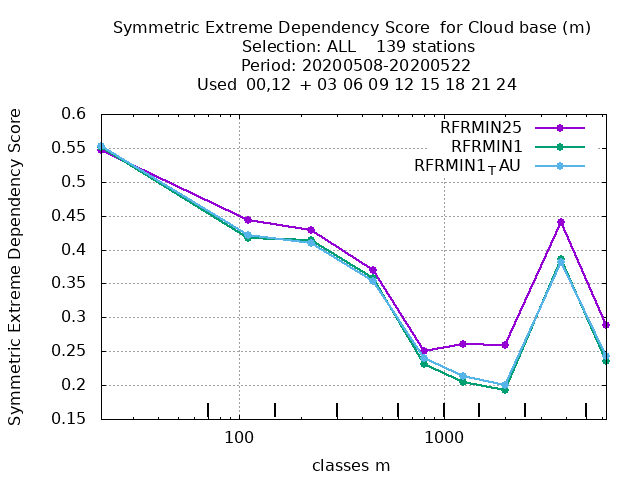 Symmetric Extreme Dependency Score  for Cloud base (m)
Selection: ALL    139 stations
Period: 20200508-20200522
Used  00,12  + 03 06 09 12 15 18 21 24
Symmetric Extreme Dependency Score
0.6
0.55
0.5
0.45
0.4
0.35
0.3
0.25
0.2
0.15
RFRMIN25
RFRMIN1
RFRMIN1_TAU
100
1000
classes m